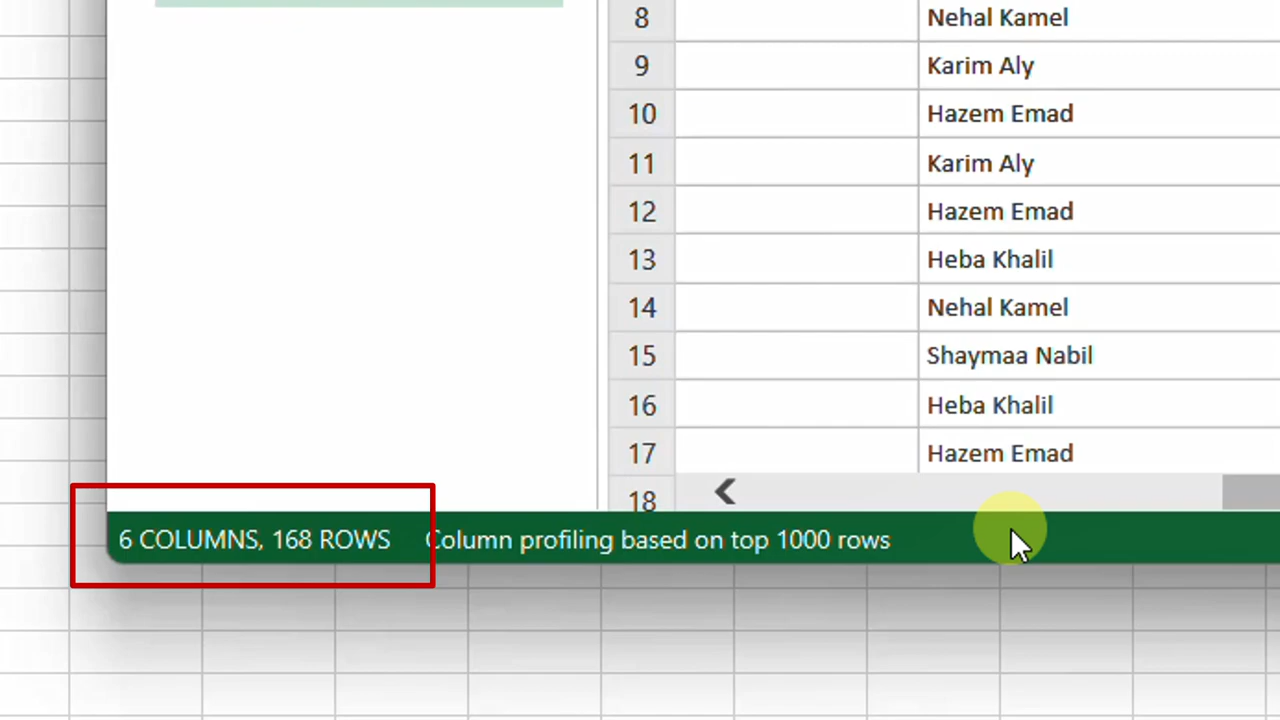 8 Nehal Kamel
9 Karim Aly
10 Hazem Emad
11 Karim Aly
12 Hazem Emad
13 Heba Khalil
14 Nehal Kamel
15 Shaymaa Nabil
16 Heba Khalil
17 Hazem Emad
18
6 COLUMNS, 168 ROWS Column profiling based on top 1000 rows